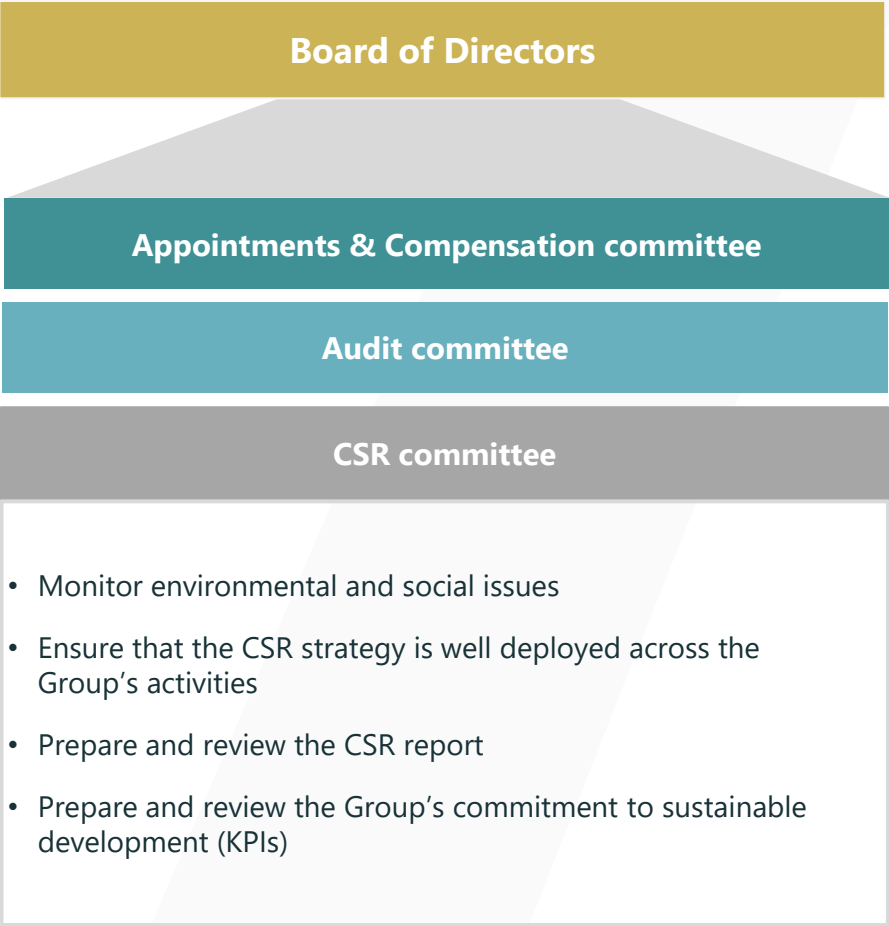 Board of Directors
Appointments & Compensation committee
Audit committee
CSR committee
• Monitor environmental and social issues
• Ensure that the CSR strategy is well deployed across the
Group’s activities
• Prepare and review the CSR report
• Prepare and review the Group’s commitment to sustainable
development (KPIs)